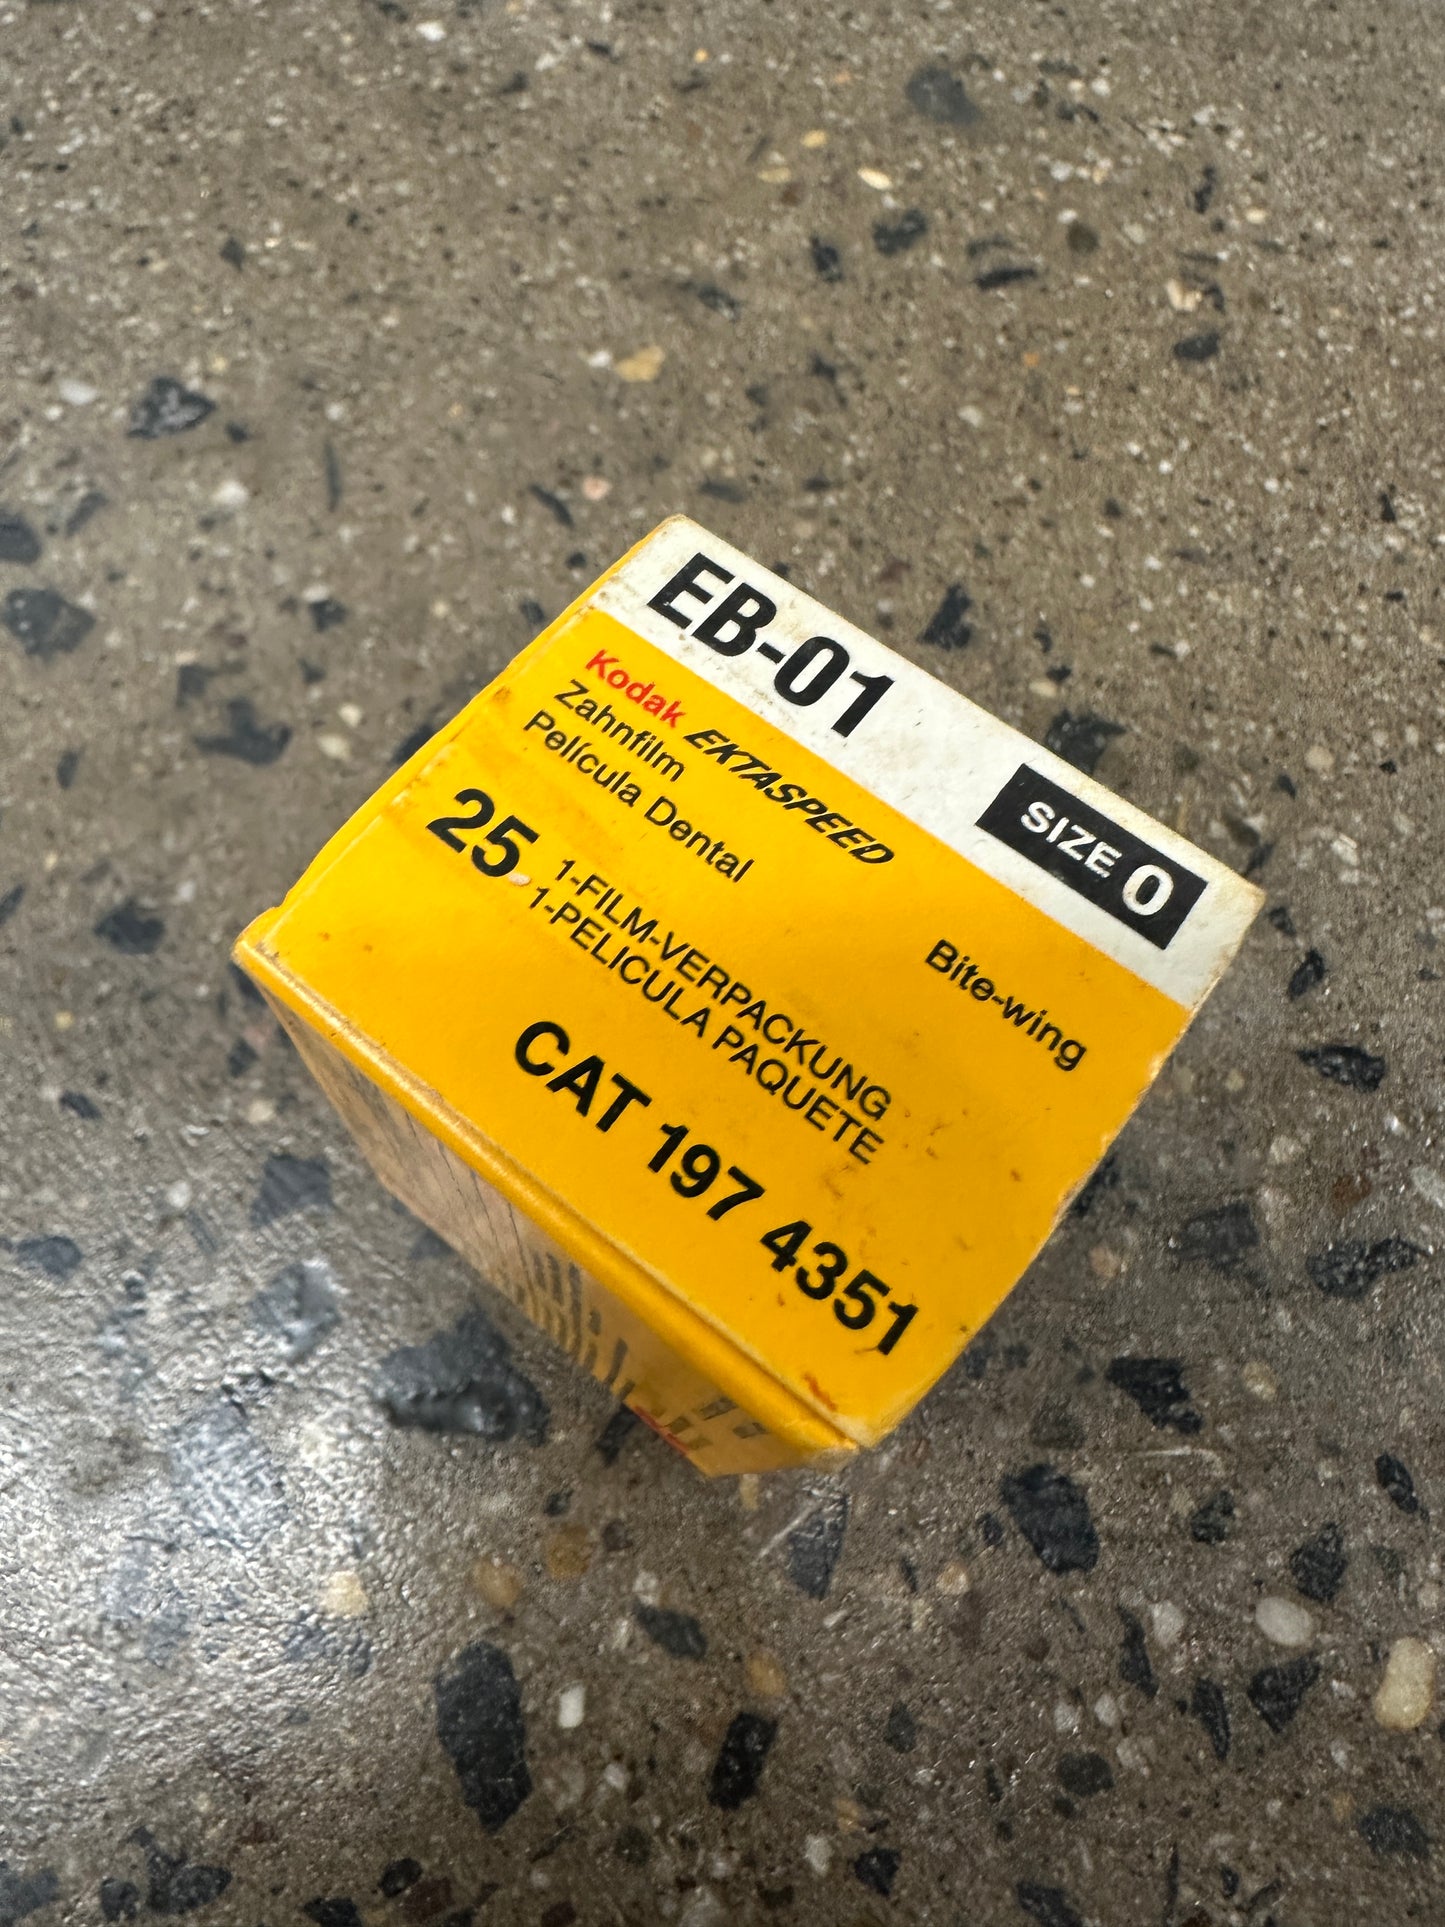 EB-01
SIZE 0
Kodak EKTASPEED
Zahnfilm
Película Dental
Bite-wing
25
1-FILM-VERPACKUNG
1-PELICULA PAQUETE
CAT 197 4351